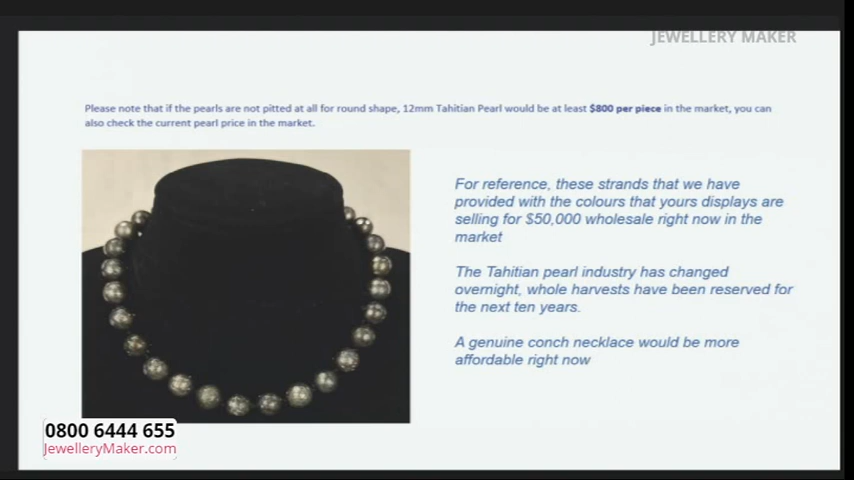 JEWELLERY MAKER
Please note that if the pearls are not pitted at all for round shape, 12mm Tahitian Pearl would be at least $800 per piece in the market, you can
also check the current pearl price in the market.
For reference, these strands that we have
provided with the colours that yours displays are
selling for $50,000 wholesale right now in the
market
The Tahitian pearl industry has changed
overnight, whole harvests have been reserved for
the next ten years.
A genuine conch necklace would be more
affordable right now
0800 6444 655
JewelleryMaker.com